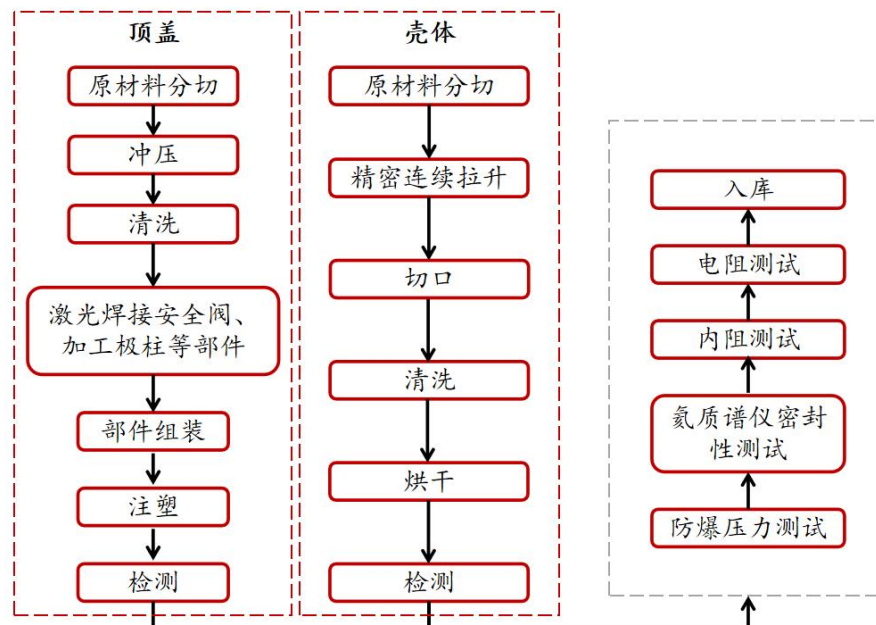 顶盖
原材料分切
冲压
清洗
激光焊接安全阀、
加工极柱等部件
部件组装
注塑
检测
壳体
原材料分切
精密连续拉升
切口
清洗
烘干
检测
入库
电阻测试
内阻测试
氦质谱仪密封
性测试
防爆压力测试